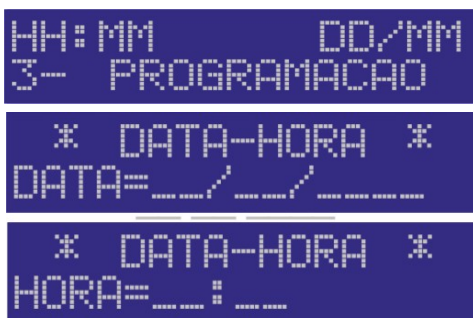 HH:MM DD/MM
3- PROGRAMACAO
* DATA-HORA *
DATA=__/__/____
* DATA-HORA *
HORA=__:__